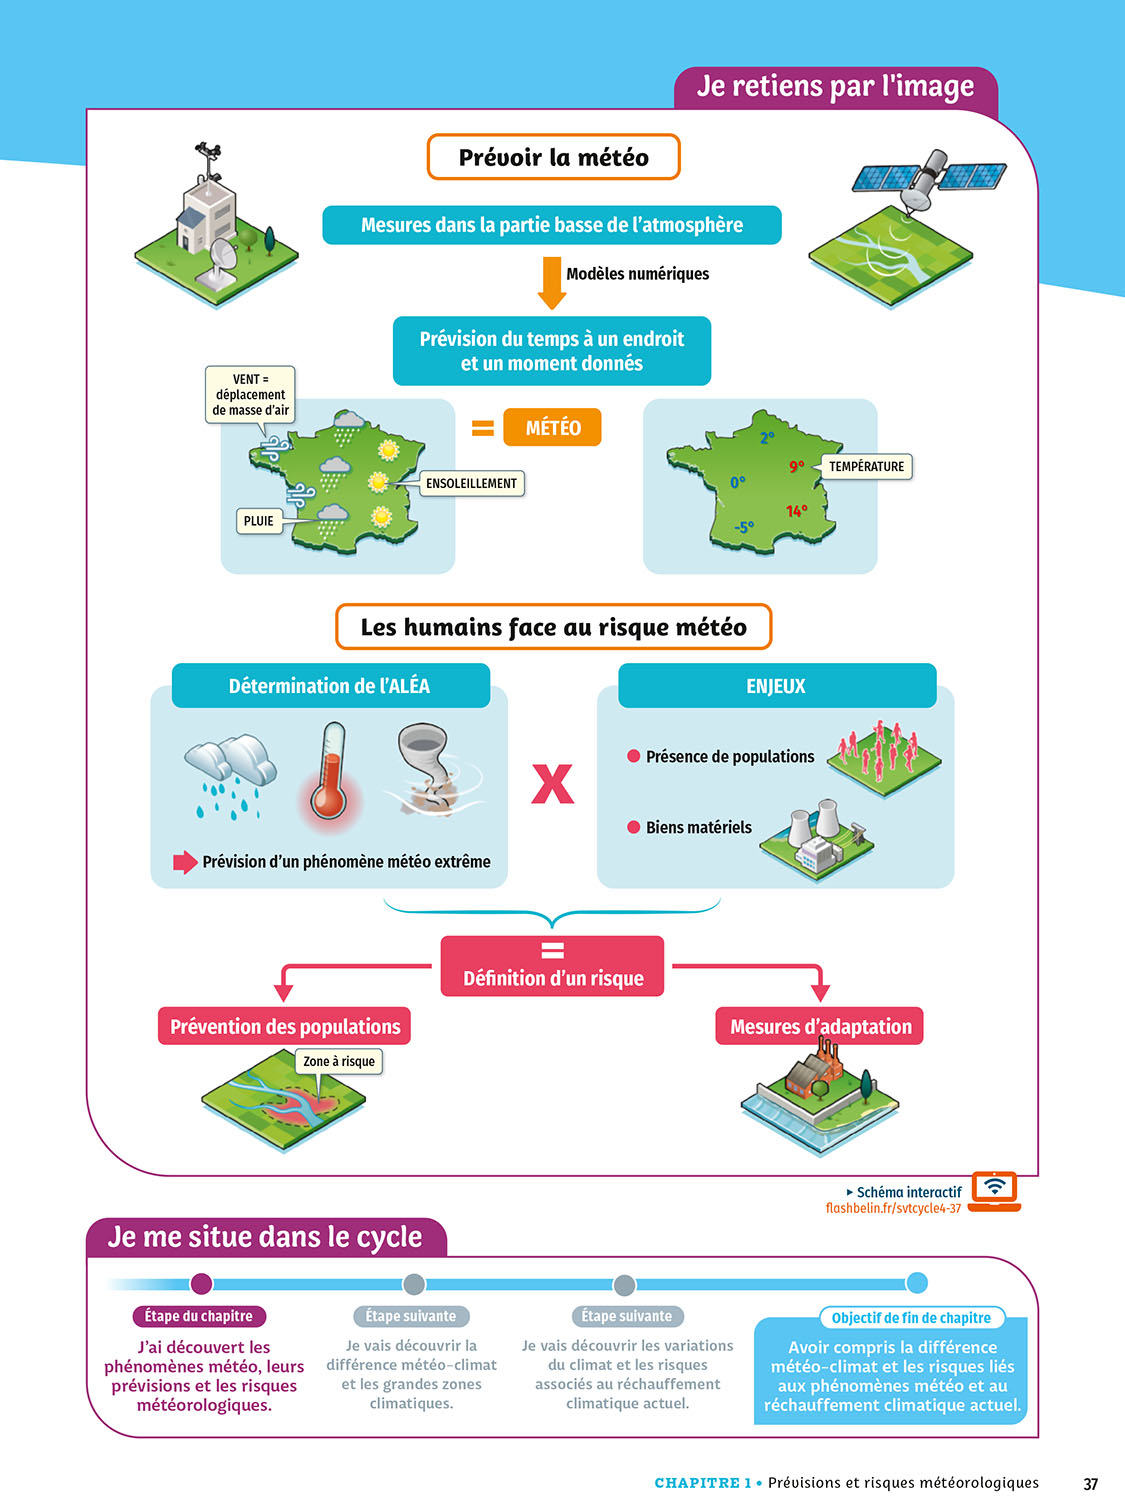 Je retiens par l'image
Prévoir la météo
Mesures dans la partie basse de l'atmosphère
Modèles numériques
Prévision du temps à un endroit
et un moment donnés
VENT =
déplacement
de masse d'air
= MÉTÉO
ENSOLEILLEMENT
PLUIE
2°
9°
TEMPÉRATURE
0°
14°
-5°
Les humains face au risque météo
Détermination de l'ALÉA
Prévision d'un phénomène météo extrême
X
ENJEUX
Présence de populations
Biens matériels
=
Définition d'un risque
Prévention des populations
Zone à risque
Mesures d'adaptation
Schéma interactif
flashbelin.fr/svtcycle4-37
Je me situe dans le cycle
Étape du chapitre
J'ai découvert les
phénomènes météo, leurs
prévisions et les risques
météorologiques.
Étape suivante
Je vais découvrir la
différence météo-climat
et les grandes zones
climatiques.
Étape suivante
Je vais découvrir les variations
du climat et les risques
associés au réchauffement
climatique actuel.
Objectif de fin de chapitre
Avoir compris la différence
météo-climat et les risques liés
aux phénomènes météo et au
réchauffement climatique actuel.
CHAPITRE 1 • Prévisions et risques météorologiques
37